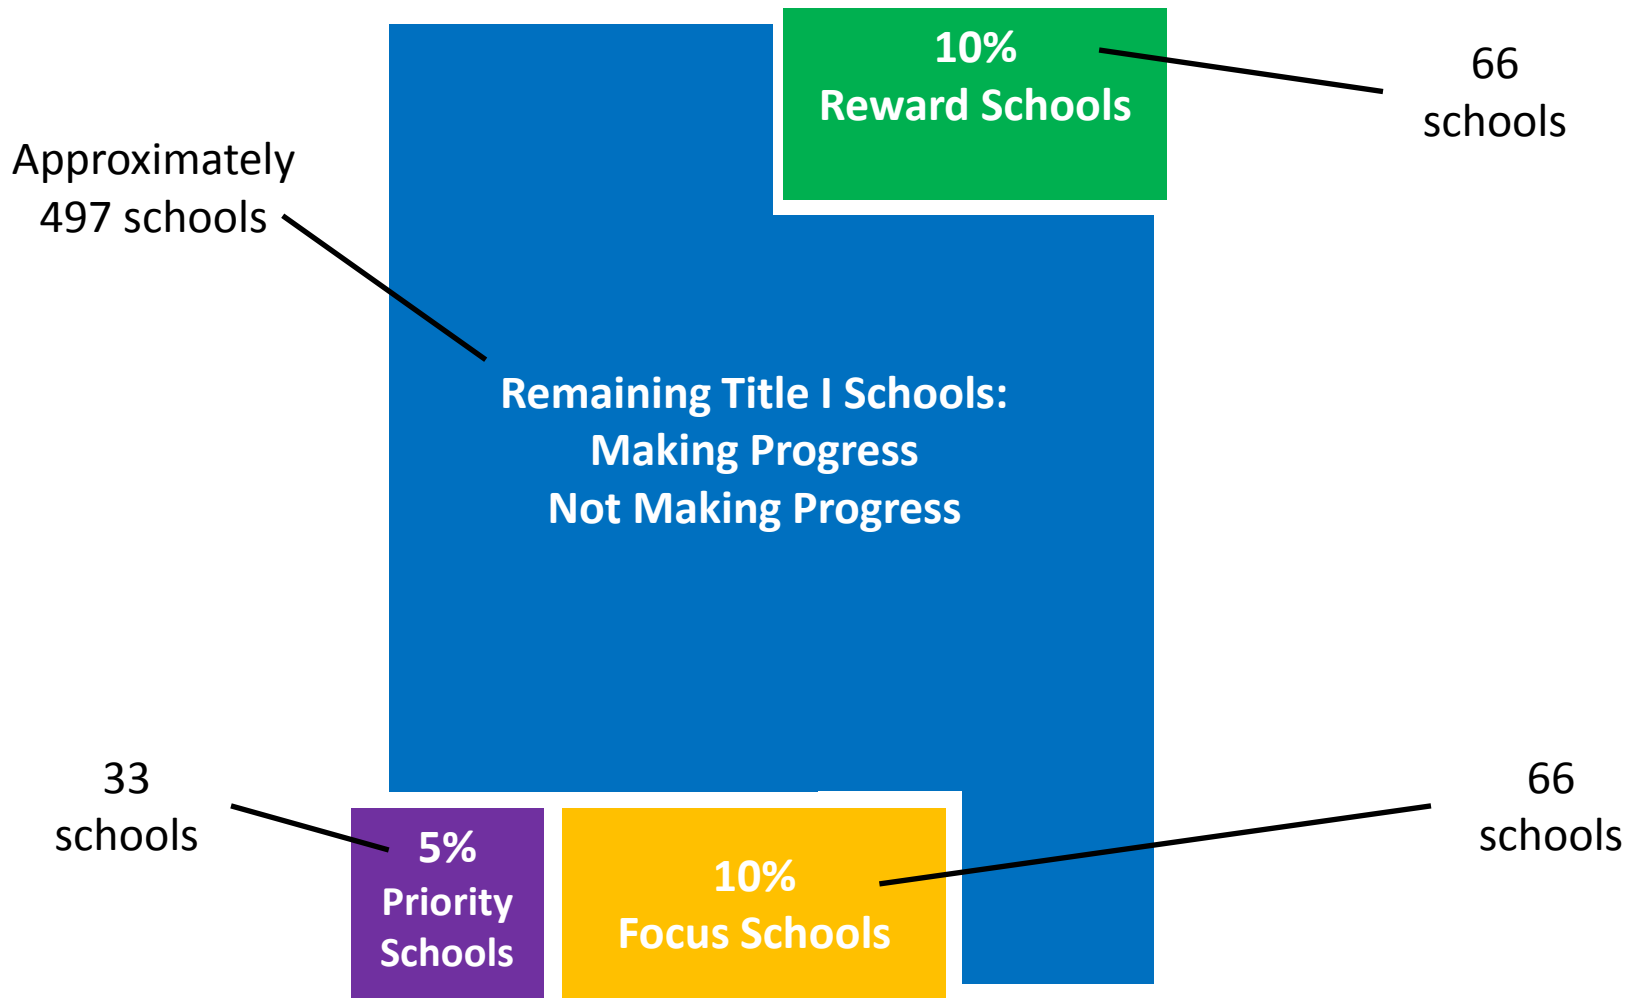 10%
Reward Schools
66
schools
Approximately
497 schools
Remaining Title I Schools:
Making Progress
Not Making Progress
33
schools
5%
Priority
Schools
10%
Focus Schools
66
schools